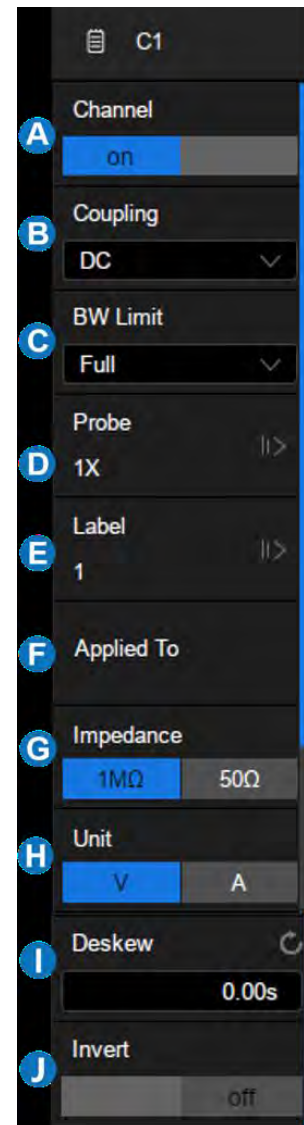 C1
A
Channel
on
B
Coupling
DC
C
BW Limit
Full
D
Probe
1X
E
Label
1
F
Applied To
G
Impedance
1MΩ 50Ω
H
Unit
V A
I
Deskew
0.00s
J
Invert
off